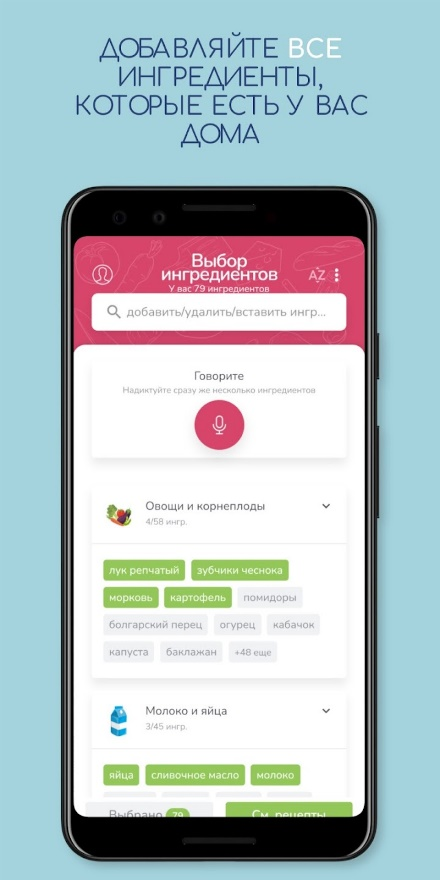 ДОБАВЛЯЙТЕ ВСЕ
ИНГРЕДИЕНТЫ,
КОТОРЫЕ ЕСТЬ У ВАС
ДОМА
Выбор
ингредиентов
AZ
У вас 79 ингредиентов
добавить/удалить/вставить ингр...
Говорите
Надиктуйте сразу же несколько ингредиентов
Овощи и корнеплоды
4/58 ингр.
лук репчатый зубчики чеснока
морковь картофель помидоры
болгарский перец огурец кабачок
капуста баклажан +48 еще
Молоко и яйца
3/45 ингр.
яйца сливочное масло молоко
Выбрано 79 См. рецепты